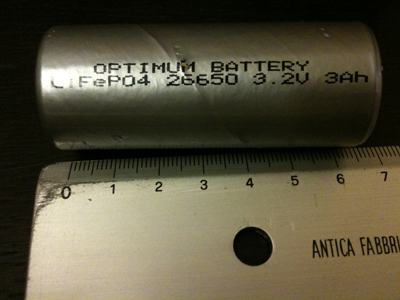 OPTIMUM BATTERY
LiFePO4 26650 3.2V 3Ah
0 1 2 3 4 5 6 7
ANTICA FABBRI